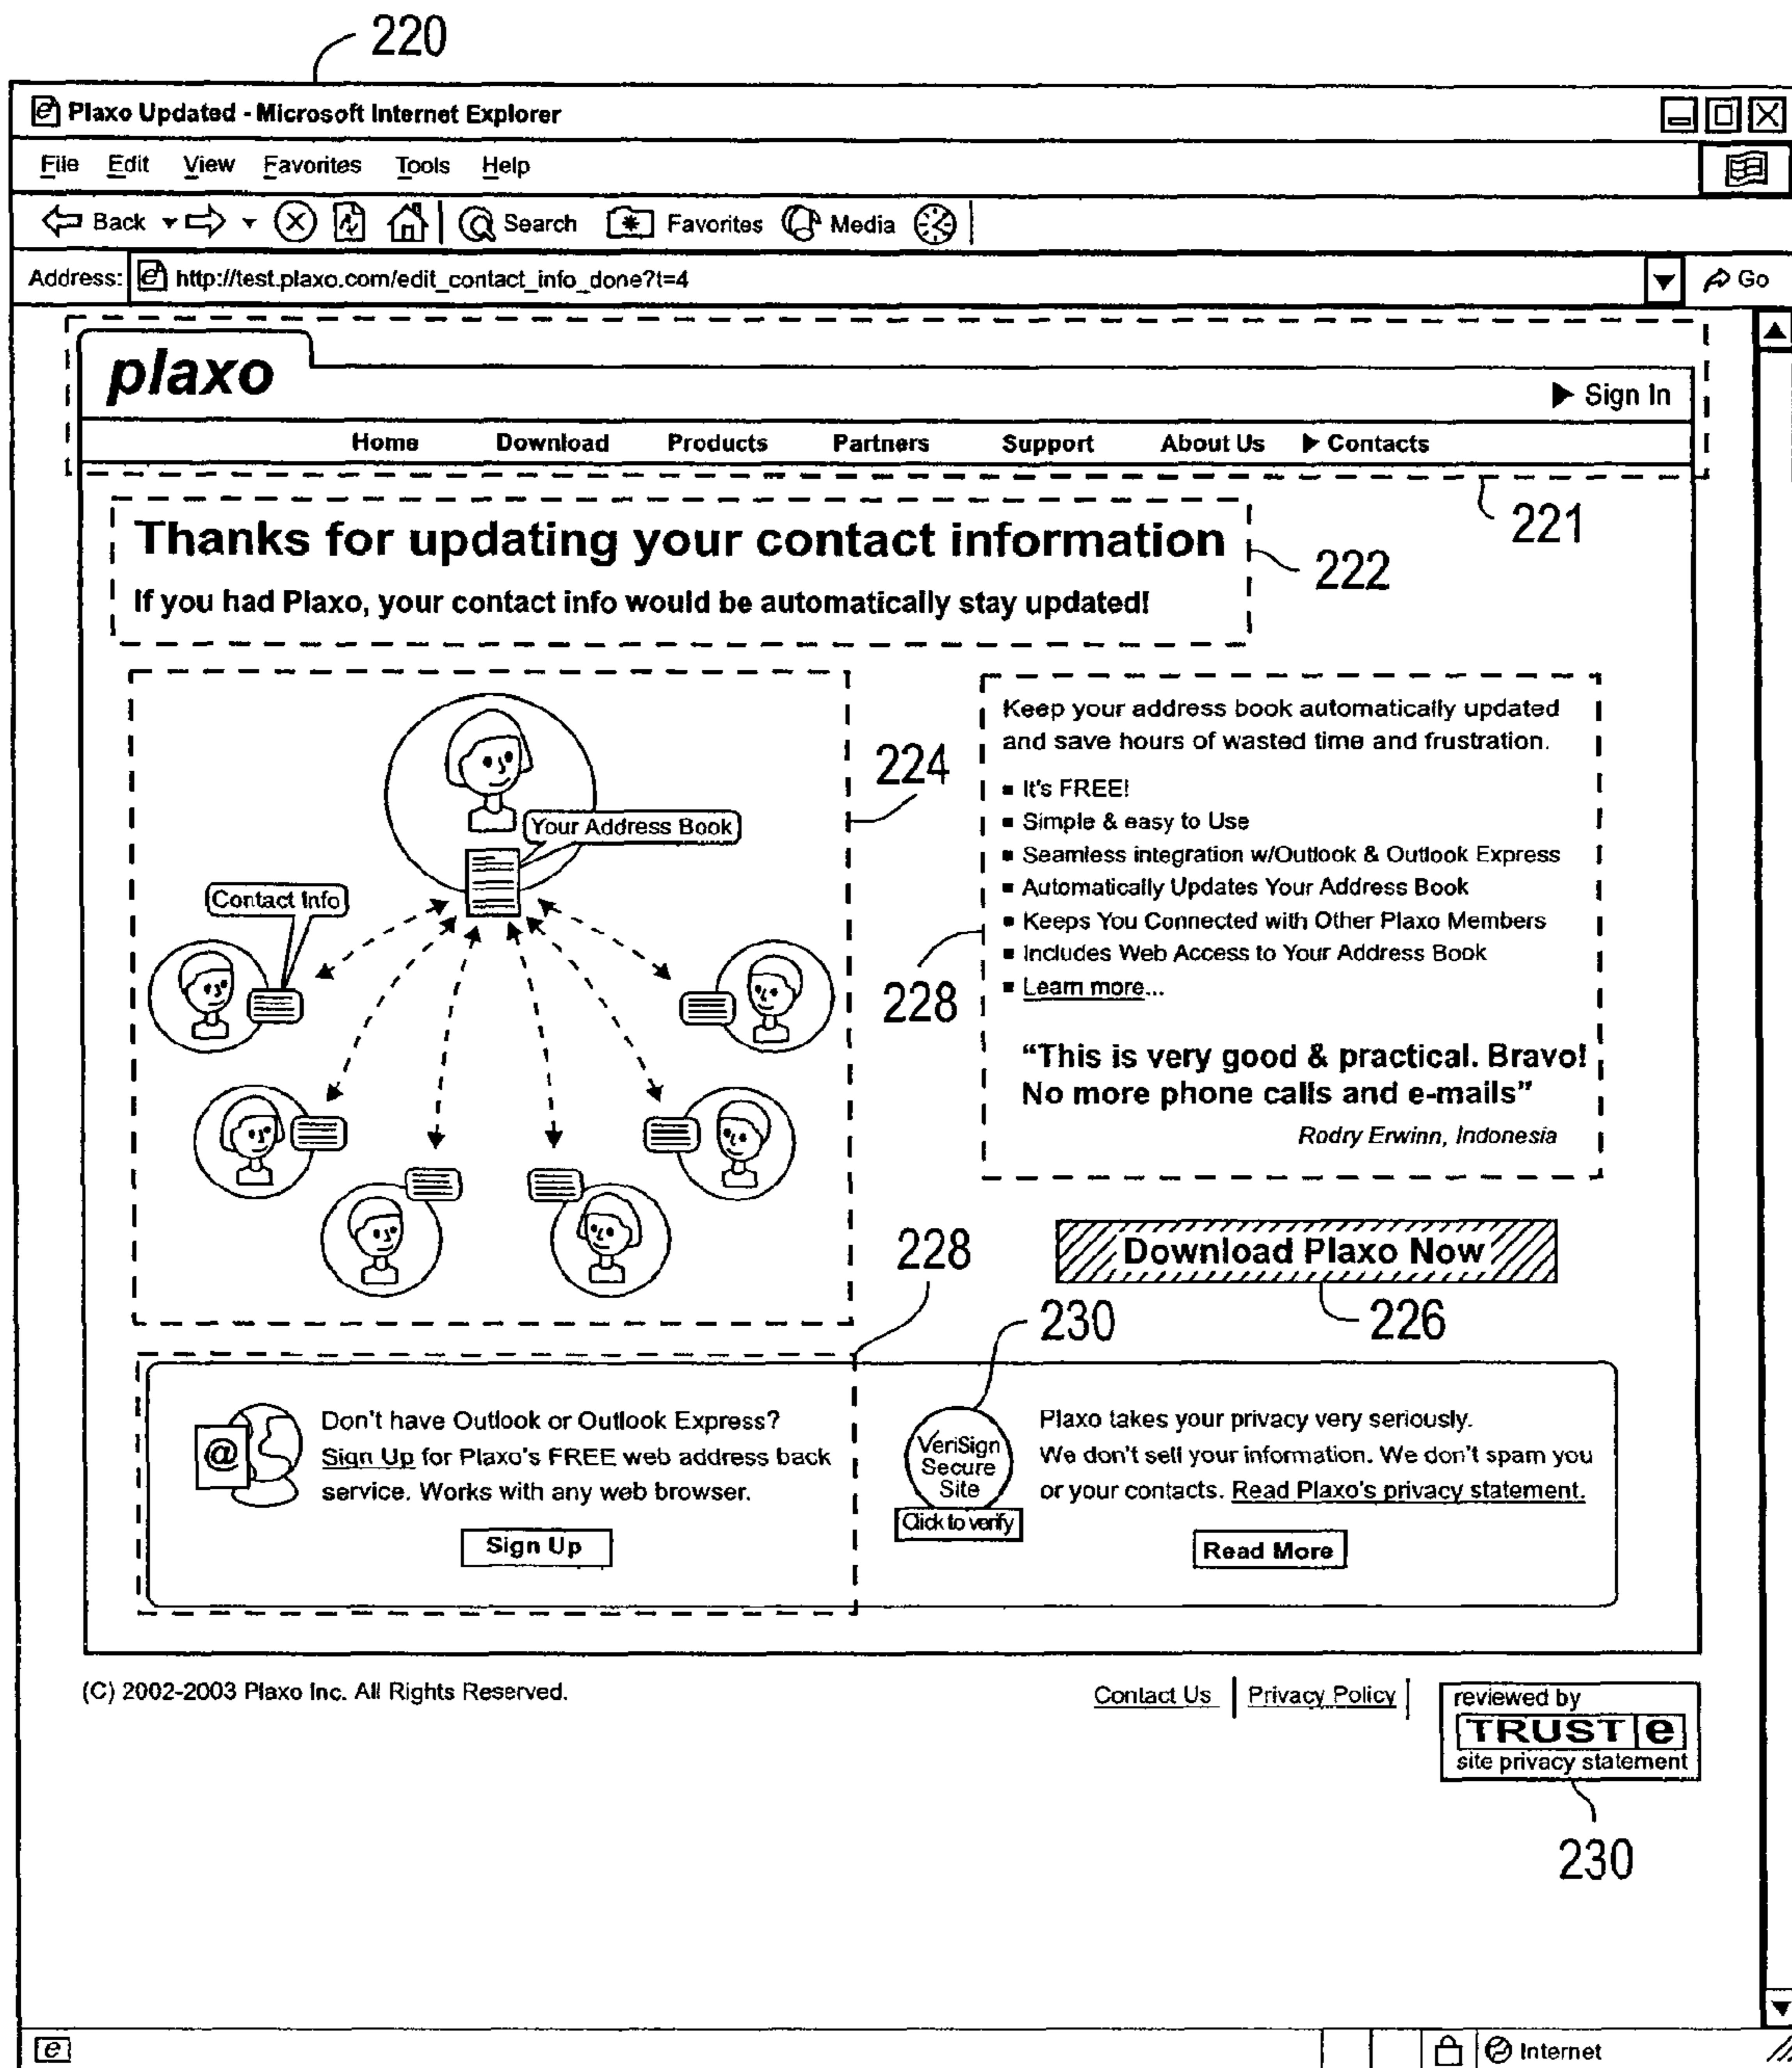 220
Plaxo Updated - Microsoft Internet Explorer
File Edit View Favorites Tools Help
Back Search Favorites Media
Address: http://test.plaxo.com/edit_contact_info_done?t=4 Go
plaxo
Sign In
Home Download Products Partners Support About Us Contacts
221
Thanks for updating your contact information
222
If you had Plaxo, your contact info would be automatically stay updated!
Your Address Book
Contact Info
224
Keep your address book automatically updated
and save hours of wasted time and frustration.
It's FREE!
Simple & easy to Use
Seamless integration w/Outlook & Outlook Express
Automatically Updates Your Address Book
Keeps You Connected with Other Plaxo Members
Includes Web Access to Your Address Book
Learn more...
228
"This is very good & practical. Bravo!
No more phone calls and e-mails"
Rodry Erwinn, Indonesia
Download Plaxo Now
226
228
230
Don't have Outlook or Outlook Express?
Sign Up for Plaxo's FREE web address back
service. Works with any web browser.
Sign Up
VeriSign
Secure
Site
Click to verify
Plaxo takes your privacy very seriously.
We don't sell your information. We don't spam you
or your contacts. Read Plaxo's privacy statement.
Read More
(C) 2002-2003 Plaxo Inc. All Rights Reserved.
Contact Us | Privacy Policy |
reviewed by
TRUSTe
site privacy statement
230
Internet